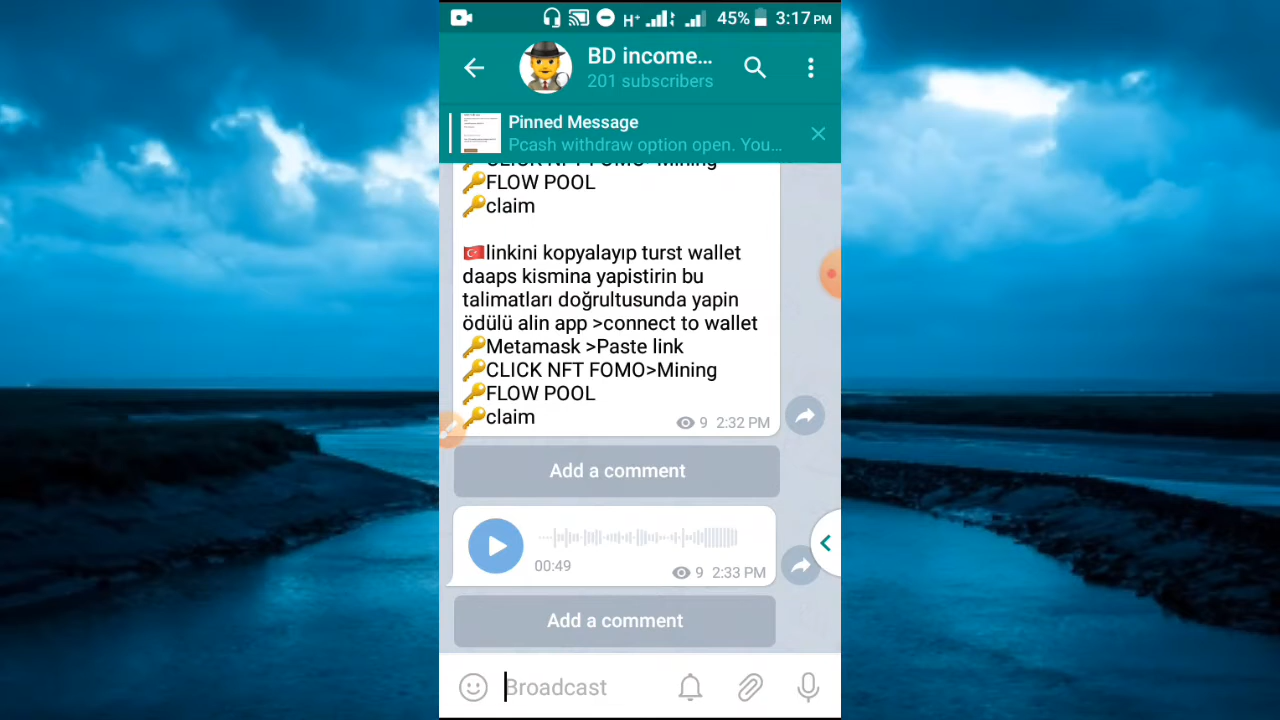 H+ 45% 3:17 PM
BD income...
201 subscribers
Pinned Message
Pcash withdraw option open. You...
🔑CLICK NFT FOMO>Mining
🔑FLOW POOL
🔑claim
🇹🇷linkini kopyalayıp turst wallet
daaps kismina yapistirin bu
talimatları doğrultusunda yapin
ödülü alin app >connect to wallet
🔑Metamask >Paste link
🔑CLICK NFT FOMO>Mining
🔑FLOW POOL
🔑claim
9 2:32 PM
Add a comment
00:49
9 2:33 PM
Add a comment
Broadcast